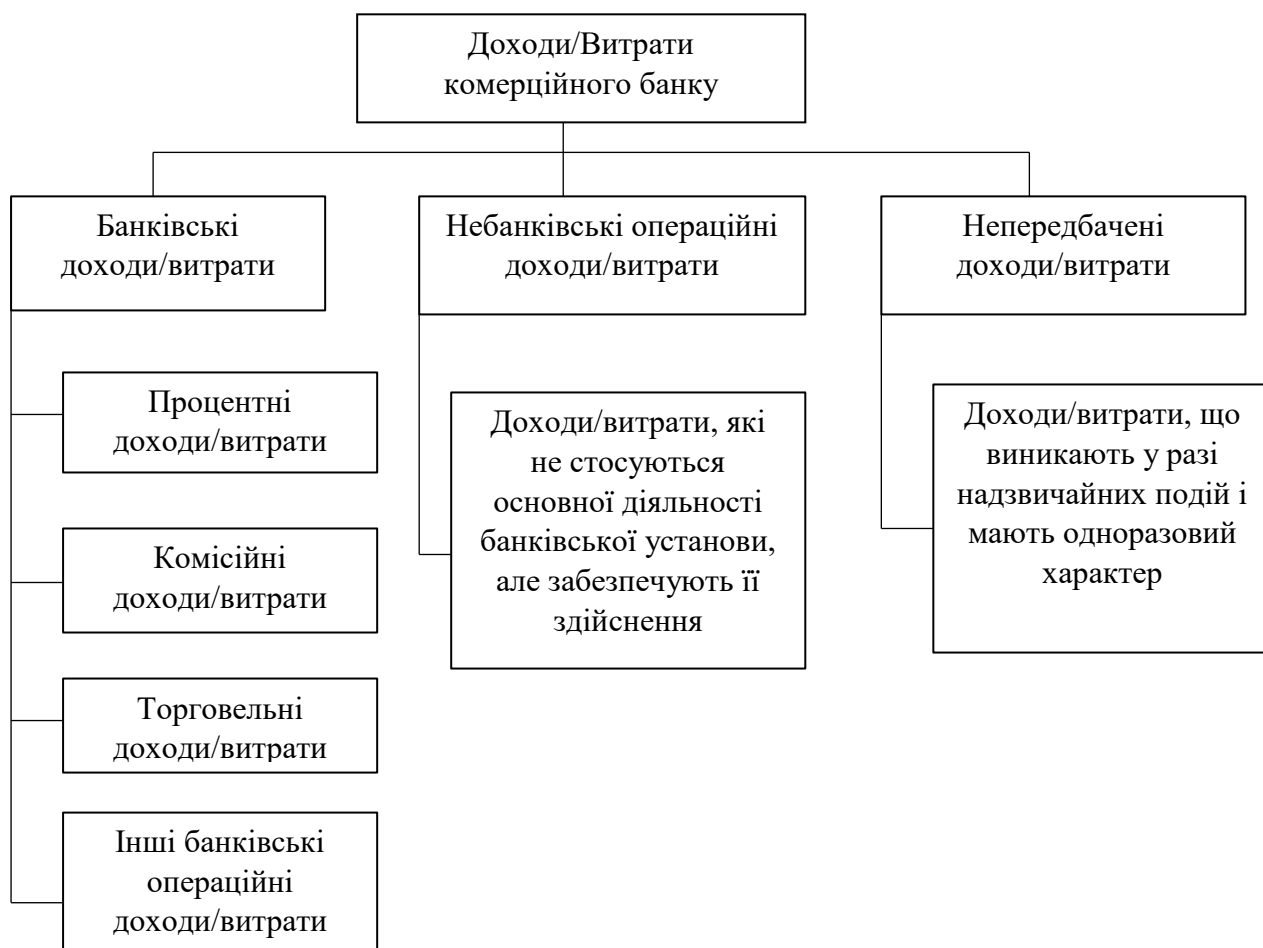 Доходи/Витрати
комерційного банку
Банківські
доходи/витрати
Небанківські операційні
доходи/витрати
Непередбачені
доходи/витрати
Процентні
доходи/витрати
Комісійні
доходи/витрати
Торговельні
доходи/витрати
Інші банківські
операційні
доходи/витрати
Доходи/витрати, які
не стосуються
основної діяльності
банківської установи,
але забезпечують її
здійснення
Доходи/витрати, що
виникають у разі
надзвичайних подій і
мають одноразовий
характер